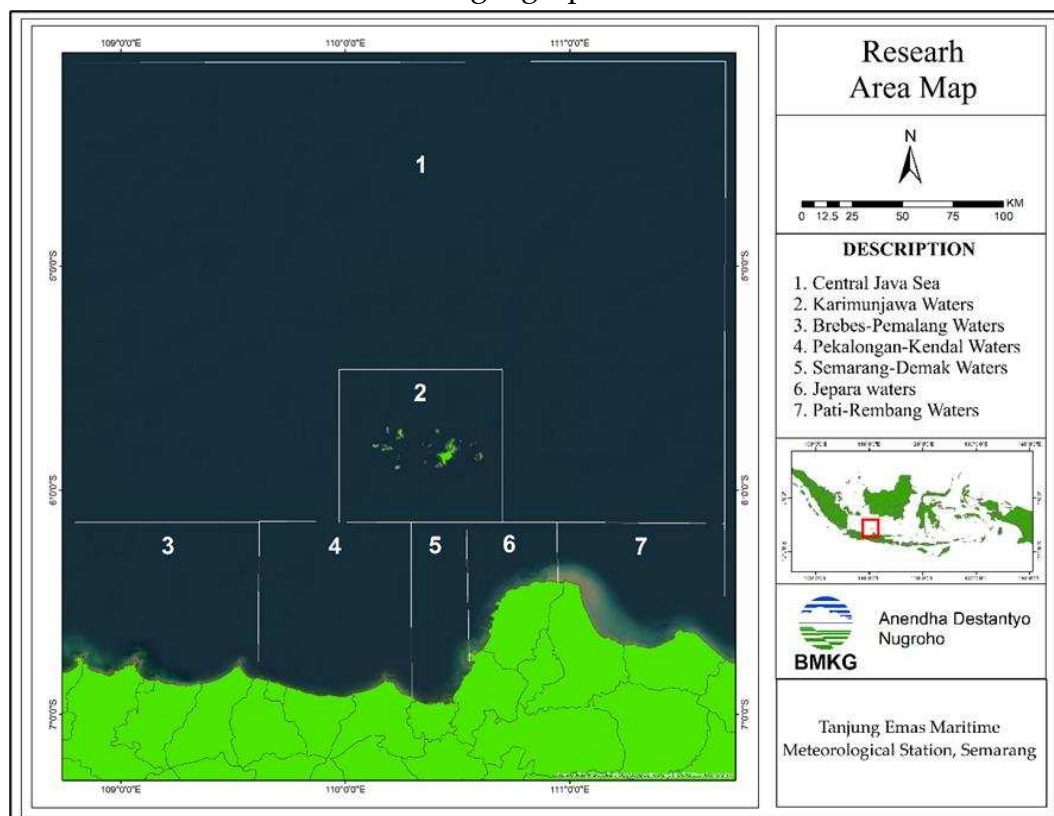 109°0'0"E 110°0'0"E 111°0'0"E
5°0'0"S
6°0'0"S
7°0'0"S
5°0'0"S
6°0'0"S
7°0'0"S
1
2
3 4 5 6 7
109°0'0"E 110°0'0"E 111°0'0"E
Researh
Area Map
N
KM
0 12.5 25 50 75 100
DESCRIPTION
1. Central Java Sea
2. Karimunjawa Waters
3. Brebes-Pemalang Waters
4. Pekalongan-Kendal Waters
5. Semarang-Demak Waters
6. Jepara waters
7. Pati-Rembang Waters
BMKG
Anendha Destantyo
Nugroho
Tanjung Emas Maritime
Meteorological Station, Semarang